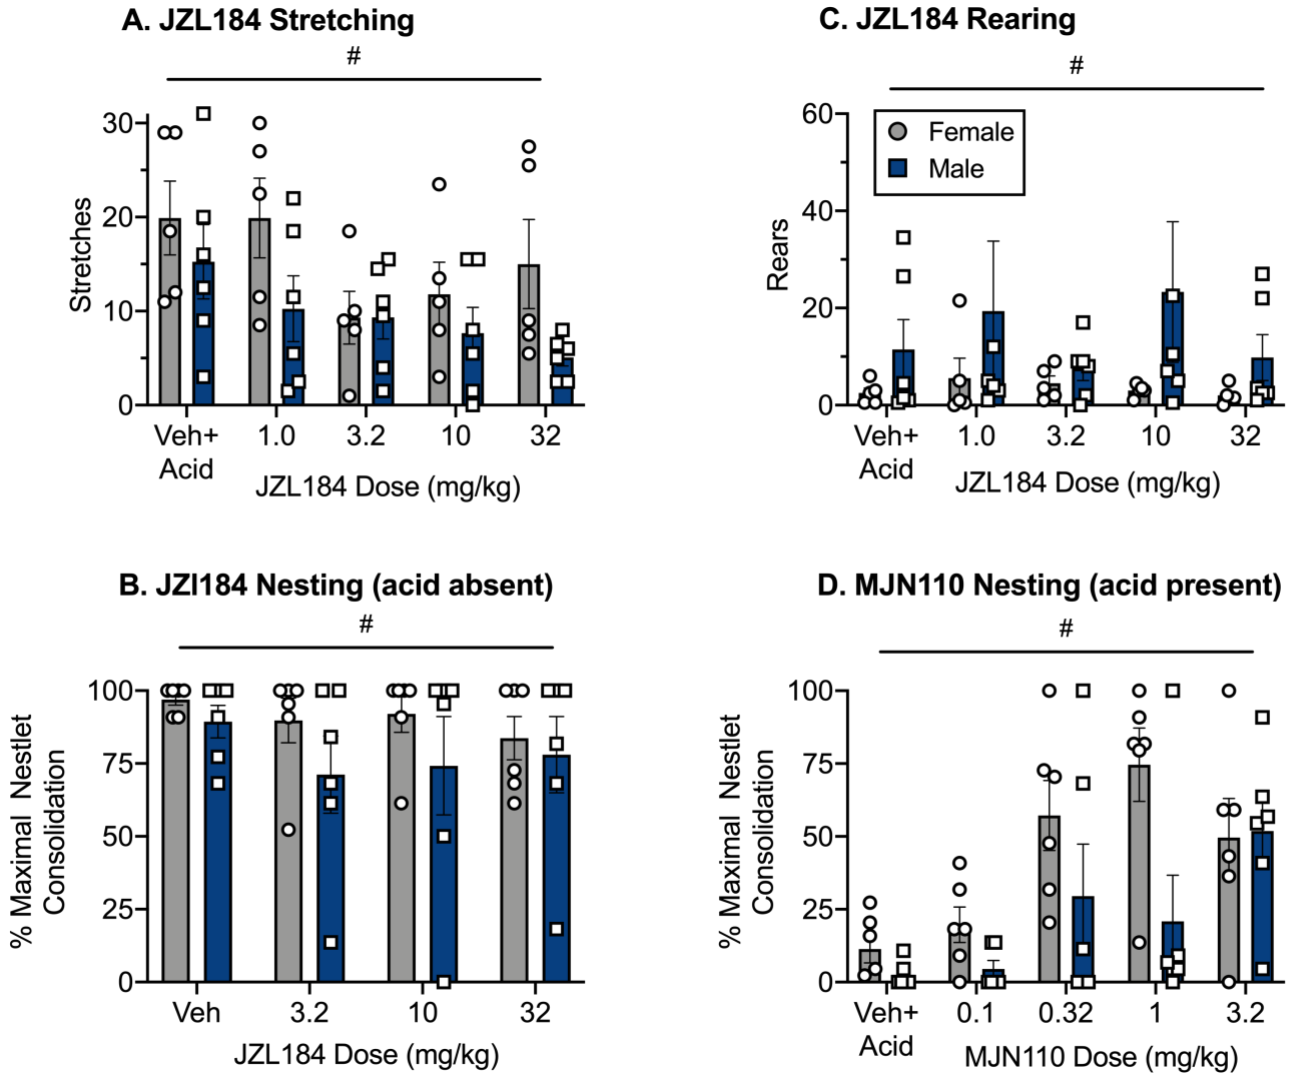 A. JZL184 Stretching
#
Stretches
30
20
10
0
Veh+
Acid
1.0
3.2
10
32
JZL184 Dose (mg/kg)
C. JZL184 Rearing
#
Rears
60
40
20
0
Female
Male
Veh+
Acid
1.0
3.2
10
32
JZL184 Dose (mg/kg)
B. JZl184 Nesting (acid absent)
#
% Maximal Nestlet
Consolidation
100
75
50
25
0
Veh
3.2
10
32
JZL184 Dose (mg/kg)
D. MJN110 Nesting (acid present)
#
% Maximal Nestlet
Consolidation
100
75
50
25
0
Veh+
Acid
0.1
0.32
1
3.2
MJN110 Dose (mg/kg)